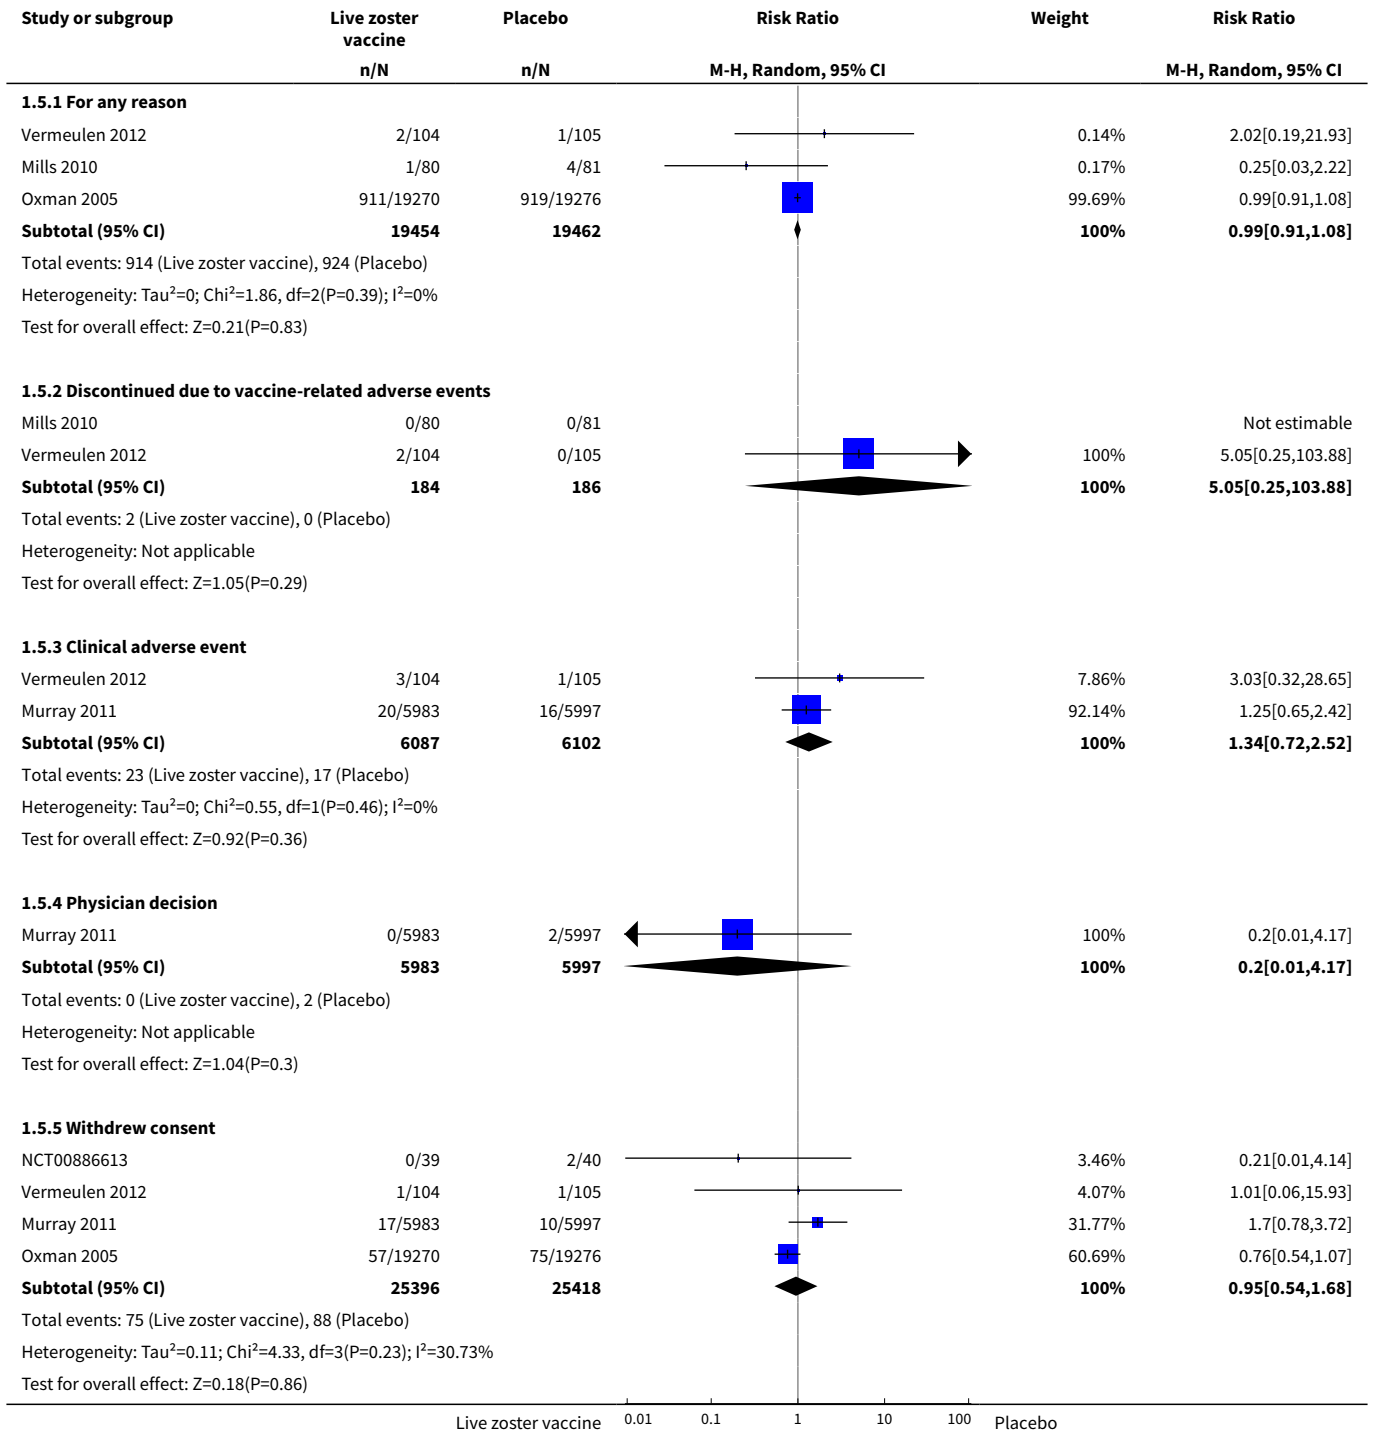 Study or subgroup Live zoster Placebo Risk Ratio Weight Risk Ratio
vaccine
n/N n/N M-H, Random, 95% CI M-H, Random, 95% CI
1.5.1 For any reason
Vermeulen 2012 2/104 1/105 0.14% 2.02[0.19,21.93]
Mills 2010 1/80 4/81 0.17% 0.25[0.03,2.22]
Oxman 2005 911/19270 919/19276 99.69% 0.99[0.91,1.08]
Subtotal (95% CI) 19454 19462 100% 0.99[0.91,1.08]
Total events: 914 (Live zoster vaccine), 924 (Placebo)
Heterogeneity: Tau²=0; Chi²=1.86, df=2(P=0.39); I²=0%
Test for overall effect: Z=0.21(P=0.83)
1.5.2 Discontinued due to vaccine-related adverse events
Mills 2010 0/80 0/81 Not estimable
Vermeulen 2012 2/104 0/105 100% 5.05[0.25,103.88]
Subtotal (95% CI) 184 186 100% 5.05[0.25,103.88]
Total events: 2 (Live zoster vaccine), 0 (Placebo)
Heterogeneity: Not applicable
Test for overall effect: Z=1.05(P=0.29)
1.5.3 Clinical adverse event
Vermeulen 2012 3/104 1/105 7.86% 3.03[0.32,28.65]
Murray 2011 20/5983 16/5997 92.14% 1.25[0.65,2.42]
Subtotal (95% CI) 6087 6102 100% 1.34[0.72,2.52]
Total events: 23 (Live zoster vaccine), 17 (Placebo)
Heterogeneity: Tau²=0; Chi²=0.55, df=1(P=0.46); I²=0%
Test for overall effect: Z=0.92(P=0.36)
1.5.4 Physician decision
Murray 2011 0/5983 2/5997 100% 0.2[0.01,4.17]
Subtotal (95% CI) 5983 5997 100% 0.2[0.01,4.17]
Total events: 0 (Live zoster vaccine), 2 (Placebo)
Heterogeneity: Not applicable
Test for overall effect: Z=1.04(P=0.3)
1.5.5 Withdrew consent
NCT00886613 0/39 2/40 3.46% 0.21[0.01,4.14]
Vermeulen 2012 1/104 1/105 4.07% 1.01[0.06,15.93]
Murray 2011 17/5983 10/5997 31.77% 1.7[0.78,3.72]
Oxman 2005 57/19270 75/19276 60.69% 0.76[0.54,1.07]
Subtotal (95% CI) 25396 25418 100% 0.95[0.54,1.68]
Total events: 75 (Live zoster vaccine), 88 (Placebo)
Heterogeneity: Tau²=0.11; Chi²=4.33, df=3(P=0.23); I²=30.73%
Test for overall effect: Z=0.18(P=0.86)
Live zoster vaccine 0.01 0.1 1 10 100 Placebo